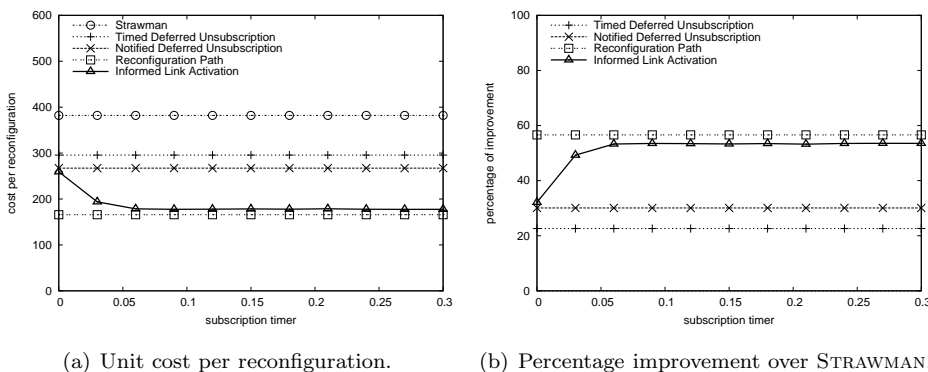 600
500
400
300
200
100
0
cost per reconfiguration
Strawman
Timed Deferred Unsubscription
Notified Deferred Unsubscription
Reconfiguration Path
Informed Link Activation
0 0.05 0.1 0.15 0.2 0.25 0.3
subscription timer
(a) Unit cost per reconfiguration.
100
80
60
40
20
0
percentage of improvement
Timed Deferred Unsubscription
Notified Deferred Unsubscription
Reconfiguration Path
Informed Link Activation
0 0.05 0.1 0.15 0.2 0.25 0.3
subscription timer
(b) Percentage improvement over STRAWMAN.